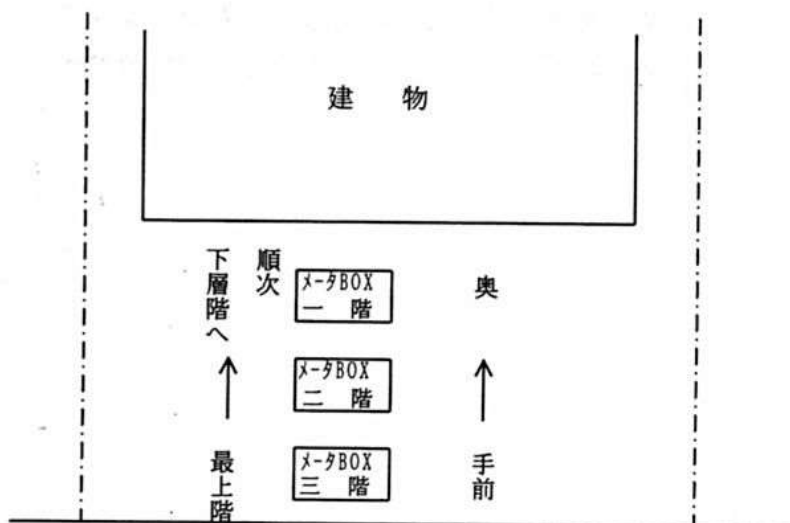 建 物
順次
下層階へ
メータBOX
一 階
奥
メータBOX
二 階
最上階
メータBOX
三 階
手前